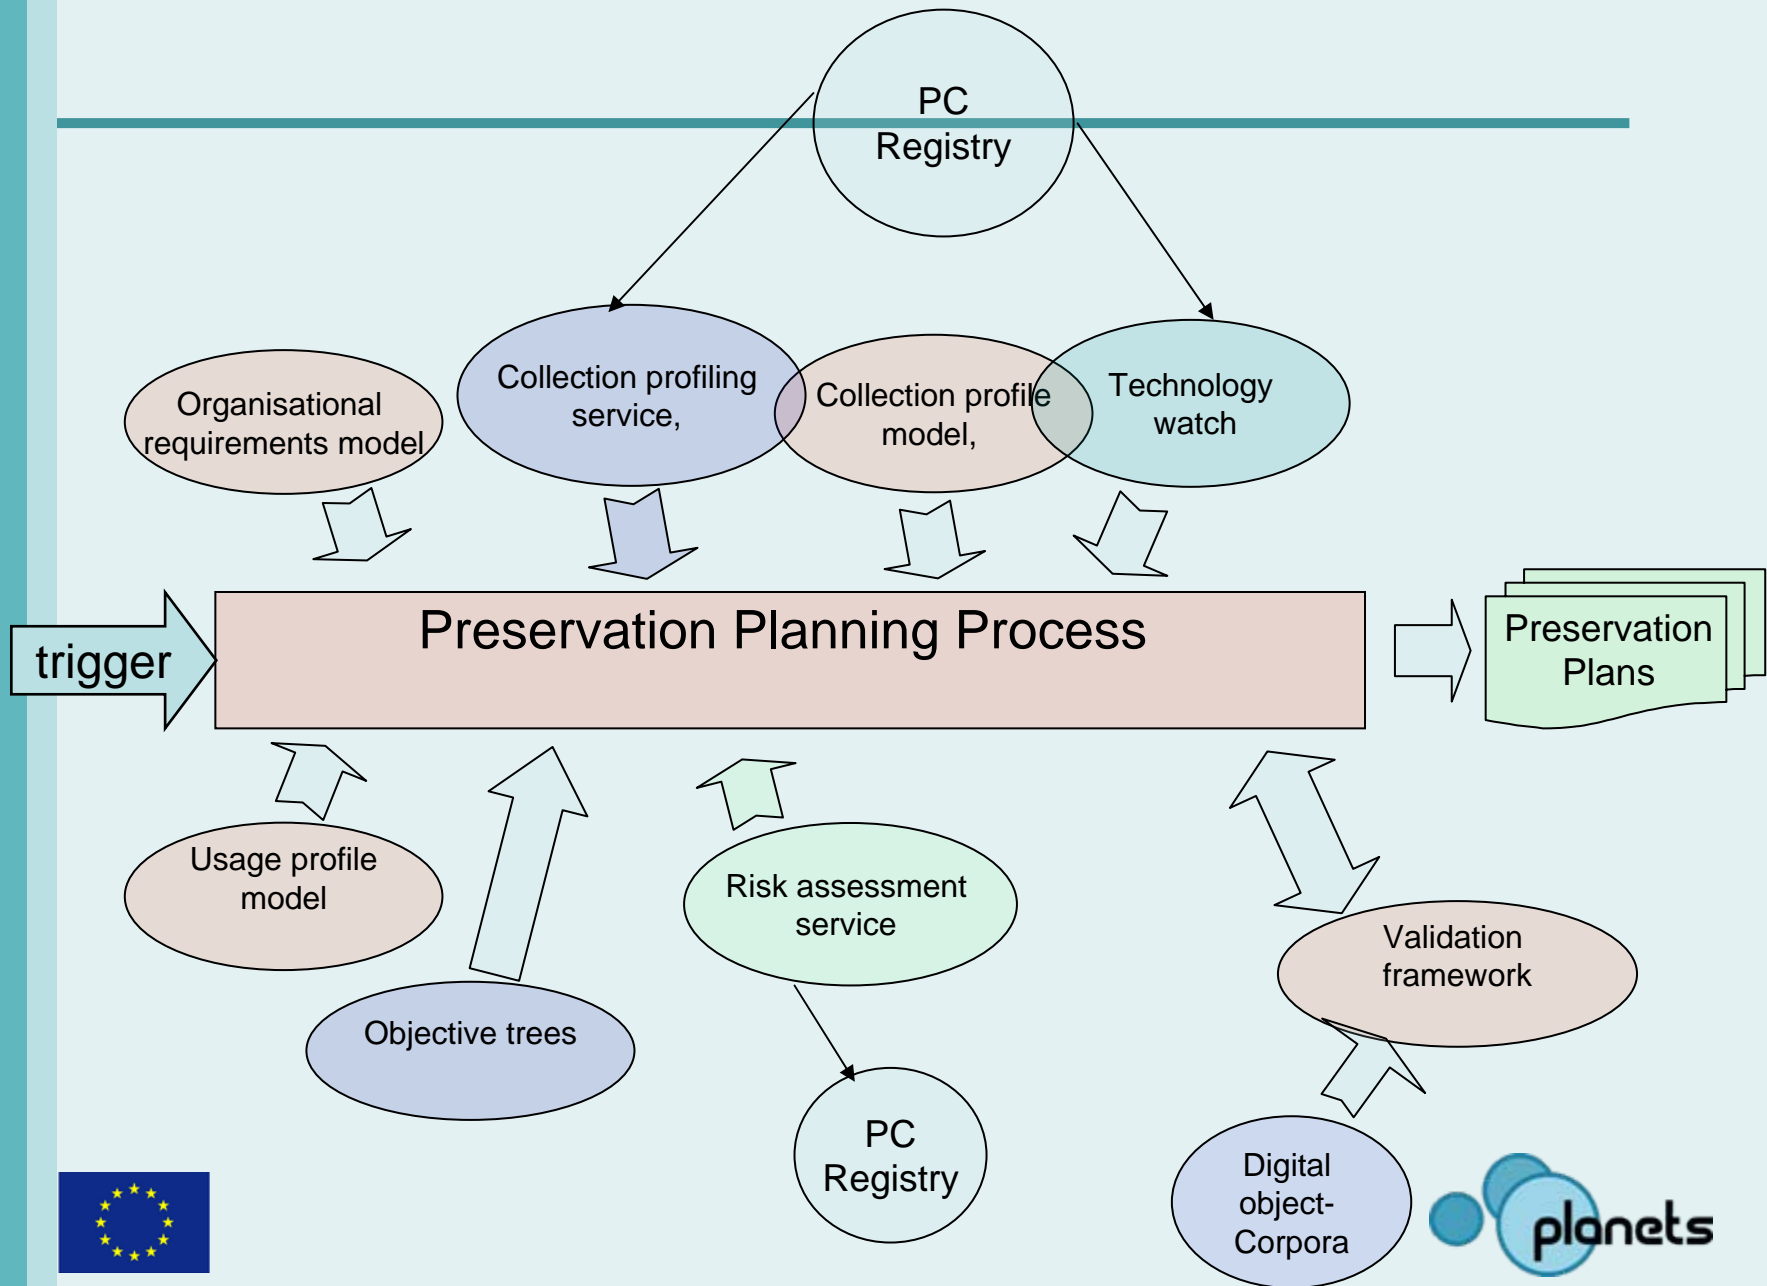 PC
Registry
Organisational
requirements model
Collection profiling
service,
Collection profile
model,
Technology
watch
trigger
Preservation Planning Process
Preservation
Plans
Usage profile
model
Objective trees
Risk assessment
service
Validation
framework
PC
Registry
Digital
object-
Corpora
planets